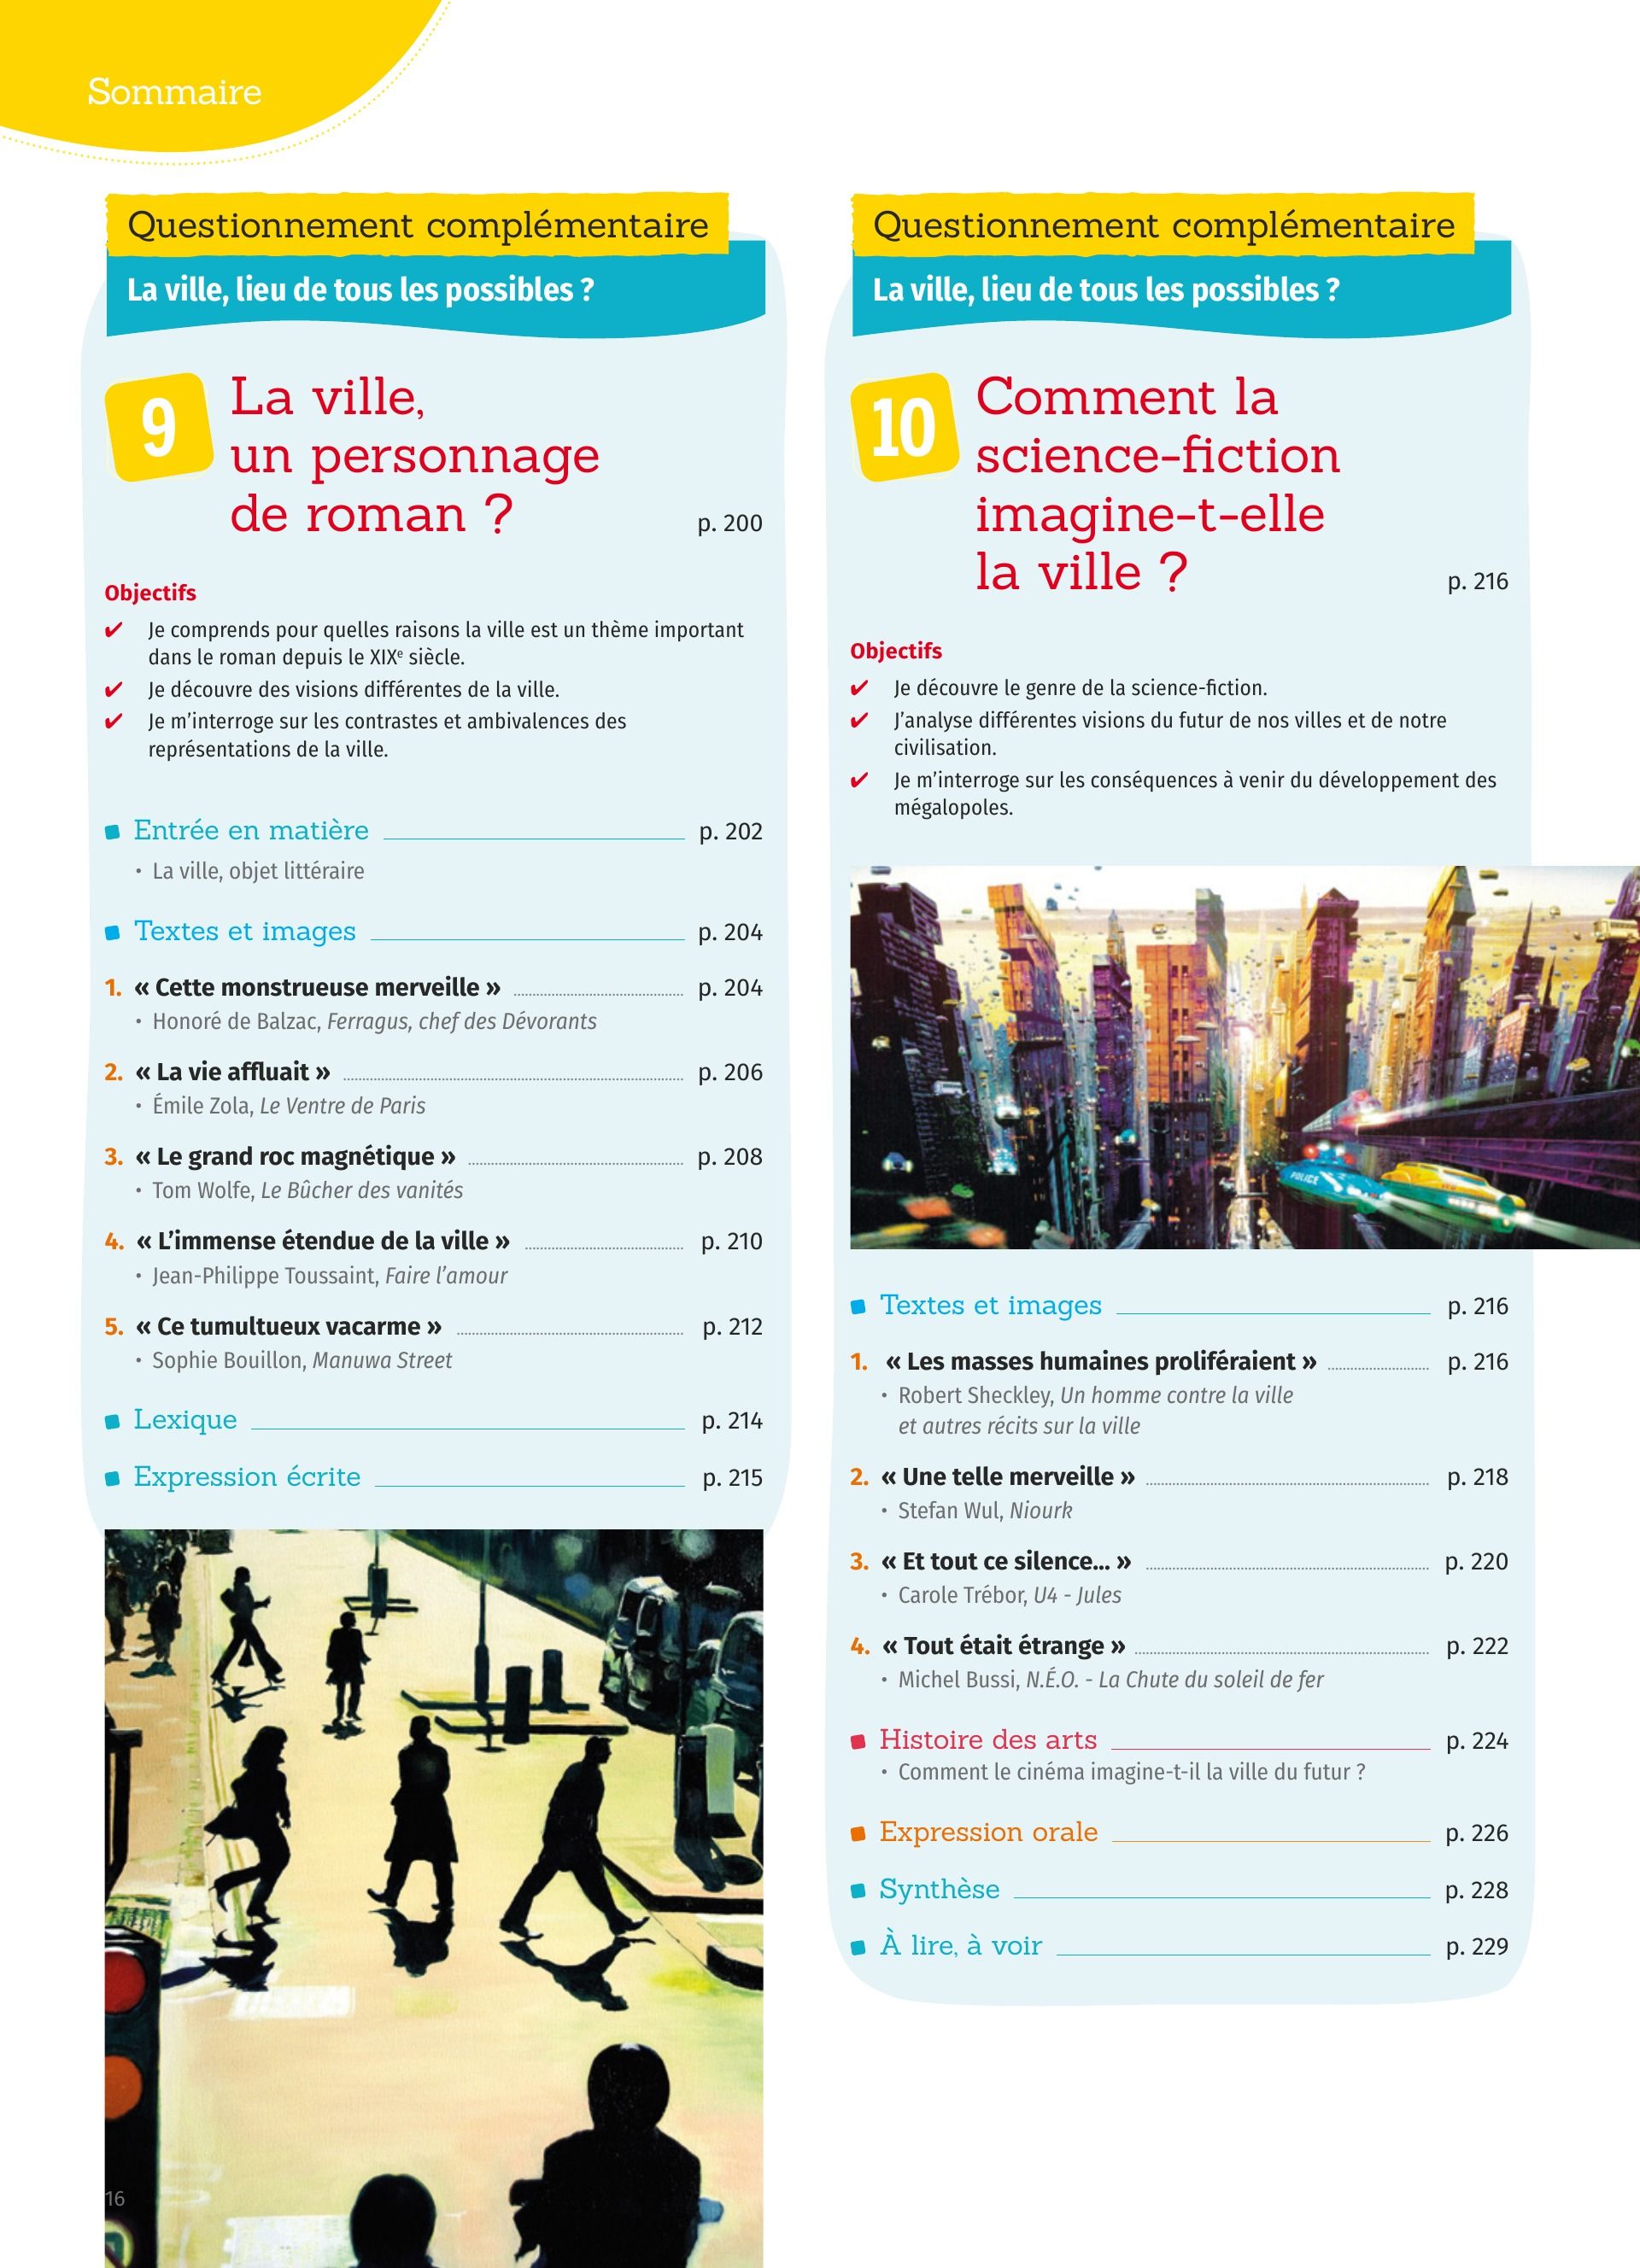 Sommaire
Questionnement complémentaire
La ville, lieu de tous les possibles ?
9
La ville,
un personnage
de roman ?
p. 200
Objectifs
✔ Je comprends pour quelles raisons la ville est un thème important
dans le roman depuis le XIXe siècle.
✔ Je découvre des visions différentes de la ville.
✔ Je m’interroge sur les contrastes et ambivalences des
représentations de la ville.
Entrée en matière p. 202
• La ville, objet littéraire
Textes et images p. 204
1. « Cette monstrueuse merveille » p. 204
• Honoré de Balzac, Ferragus, chef des Dévorants
2. « La vie affluait » p. 206
• Émile Zola, Le Ventre de Paris
3. « Le grand roc magnétique » p. 208
• Tom Wolfe, Le Bûcher des vanités
4. « L’immense étendue de la ville » p. 210
• Jean-Philippe Toussaint, Faire l’amour
5. « Ce tumultueux vacarme » p. 212
• Sophie Bouillon, Manuwa Street
Lexique p. 214
Expression écrite p. 215
16
Questionnement complémentaire
La ville, lieu de tous les possibles ?
10
Comment la
science-fiction
imagine-t-elle
la ville ?
p. 216
Objectifs
✔ Je découvre le genre de la science-fiction.
✔ J’analyse différentes visions du futur de nos villes et de notre
civilisation.
✔ Je m’interroge sur les conséquences à venir du développement des
mégalopoles.
POLICE
Textes et images p. 216
1. « Les masses humaines proliféraient » p. 216
• Robert Sheckley, Un homme contre la ville
et autres récits sur la ville
2. « Une telle merveille » p. 218
• Stefan Wul, Niourk
3. « Et tout ce silence... » p. 220
• Carole Trébor, U4 - Jules
4. « Tout était étrange » p. 222
• Michel Bussi, N.É.O. - La Chute du soleil de fer
Histoire des arts p. 224
• Comment le cinéma imagine-t-il la ville du futur ?
Expression orale p. 226
Synthèse p. 228
À lire, à voir p. 229